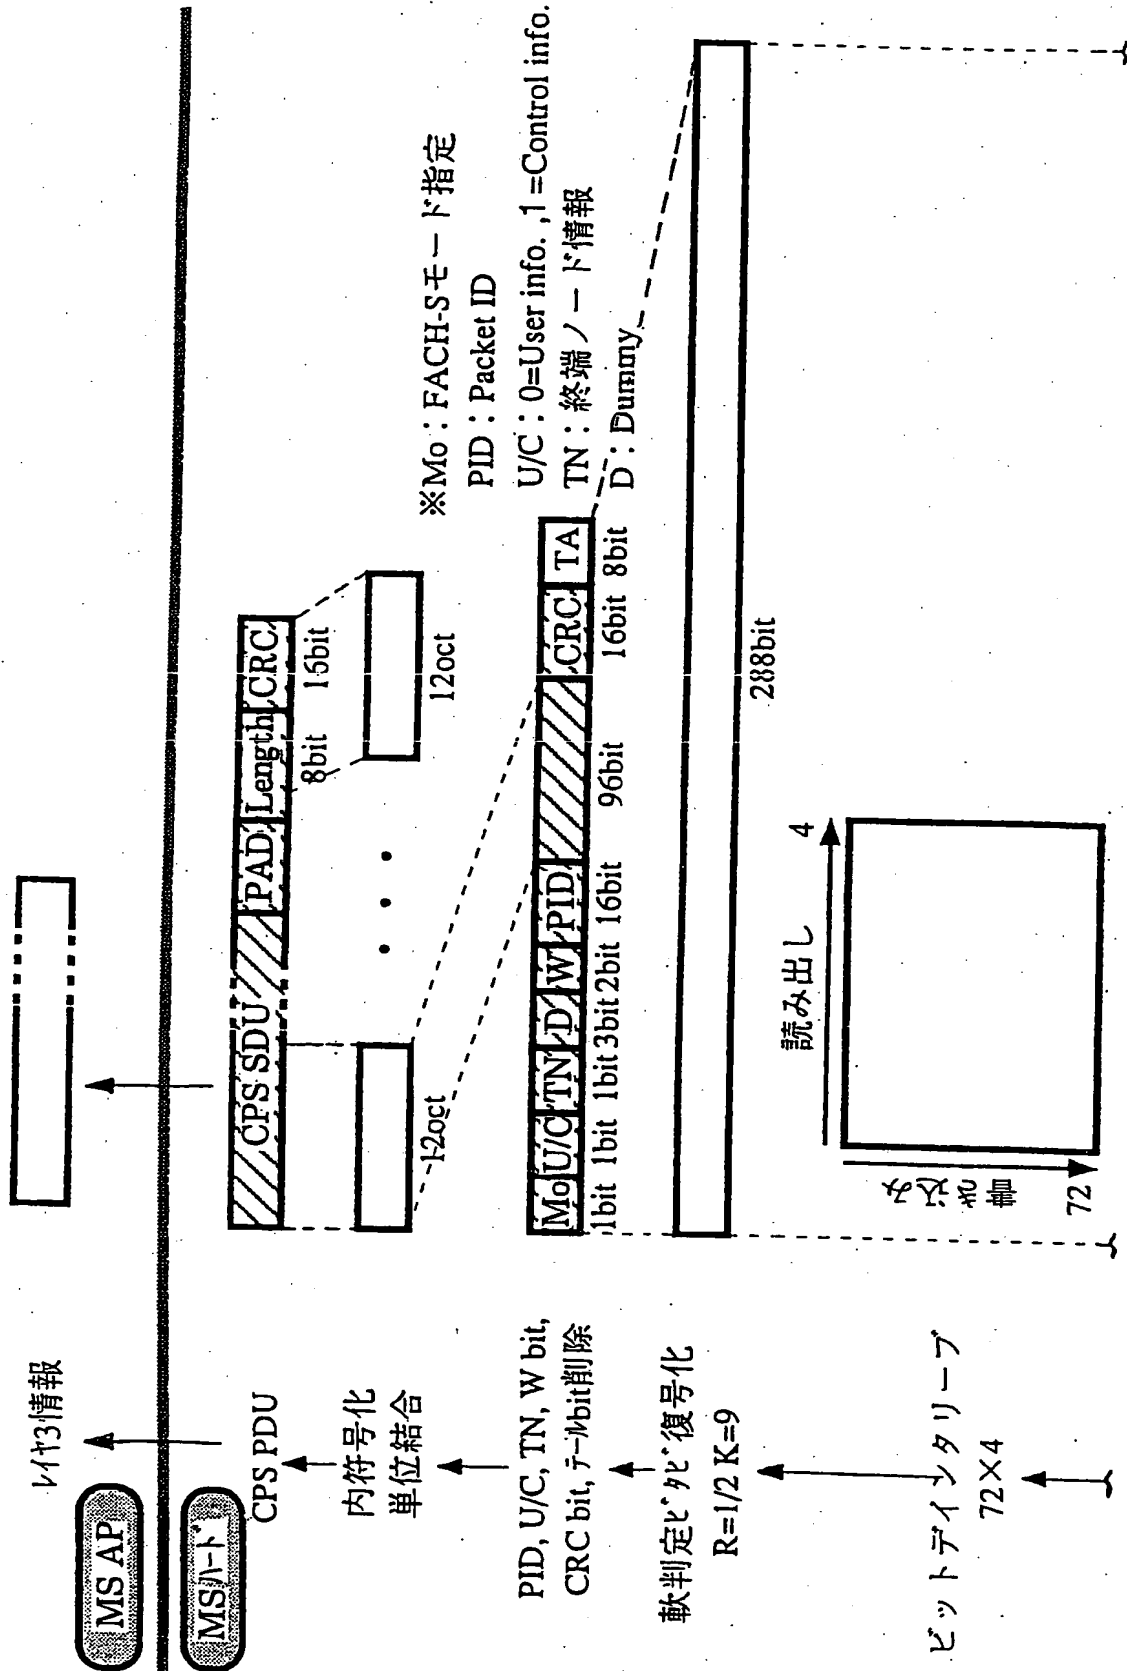 MS AP
レイヤ3情報
MSハード
CPS PDU
CPS SDU
PAD
Length
CRC
8bit
16bit
内符号化
単位結合
12oct
12oct
※Mo：FACH-Sモード指定
PID：Packet ID
U/C：0=User info. ,1=Control info.
TN：終端ノード情報
D：Dummy
PID, U/C, TN, W bit,
CRC bit, テールbit削除
Mo
U/C
TN
D
W
PID
CRC
TA
1bit
1bit
1bit
3bit
2bit
16bit
96bit
16bit
8bit
軟判定ビタビ復号化
R=1/2 K=9
288bit
ビットデインタリーブ
72×4
読み出し
4
書き込み
72